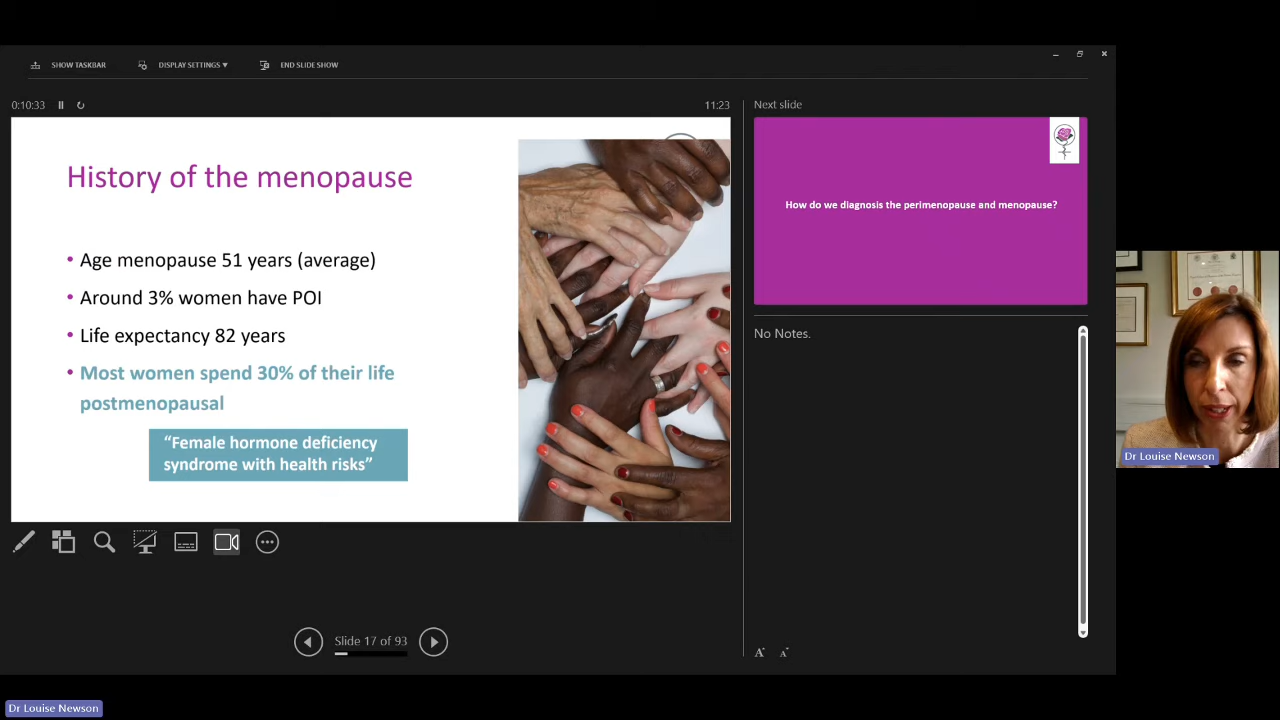 SHOW TASKBAR
DISPLAY SETTINGS ▼
END SLIDE SHOW
0:10:33
11:23
Next slide
History of the menopause
• Age menopause 51 years (average)
• Around 3% women have POI
• Life expectancy 82 years
• Most women spend 30% of their life
postmenopausal
“Female hormone deficiency
syndrome with health risks”
How do we diagnosis the perimenopause and menopause?
No Notes.
Slide 17 of 93
A A
Dr Louise Newson
Dr Louise Newson